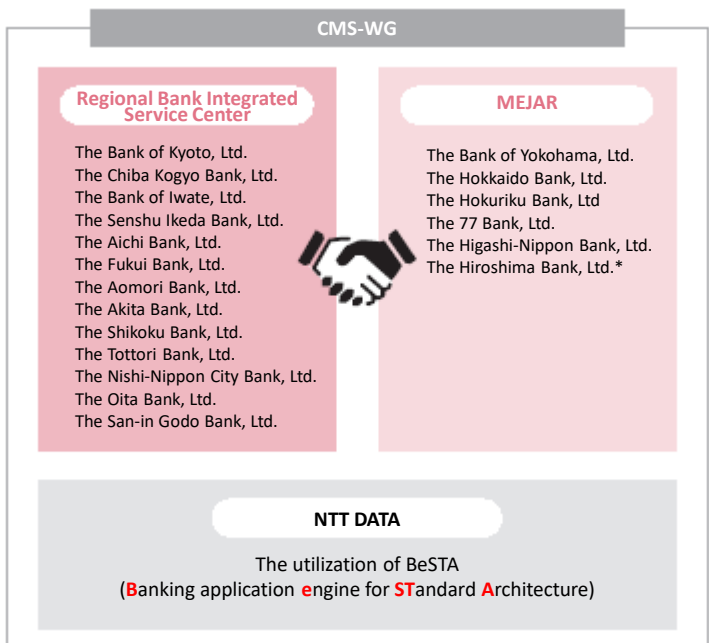 CMS-WG
Regional Bank Integrated
Service Center
The Bank of Kyoto, Ltd.
The Chiba Kogyo Bank, Ltd.
The Bank of Iwate, Ltd.
The Senshu Ikeda Bank, Ltd.
The Aichi Bank, Ltd.
The Fukui Bank, Ltd.
The Aomori Bank, Ltd.
The Akita Bank, Ltd.
The Shikoku Bank, Ltd.
The Tottori Bank, Ltd.
The Nishi-Nippon City Bank, Ltd.
The Oita Bank, Ltd.
The San-in Godo Bank, Ltd.
MEJAR
The Bank of Yokohama, Ltd.
The Hokkaido Bank, Ltd.
The Hokuriku Bank, Ltd
The 77 Bank, Ltd.
The Higashi-Nippon Bank, Ltd.
The Hiroshima Bank, Ltd.*
NTT DATA
The utilization of BeSTA
(Banking application engine for STandard Architecture)